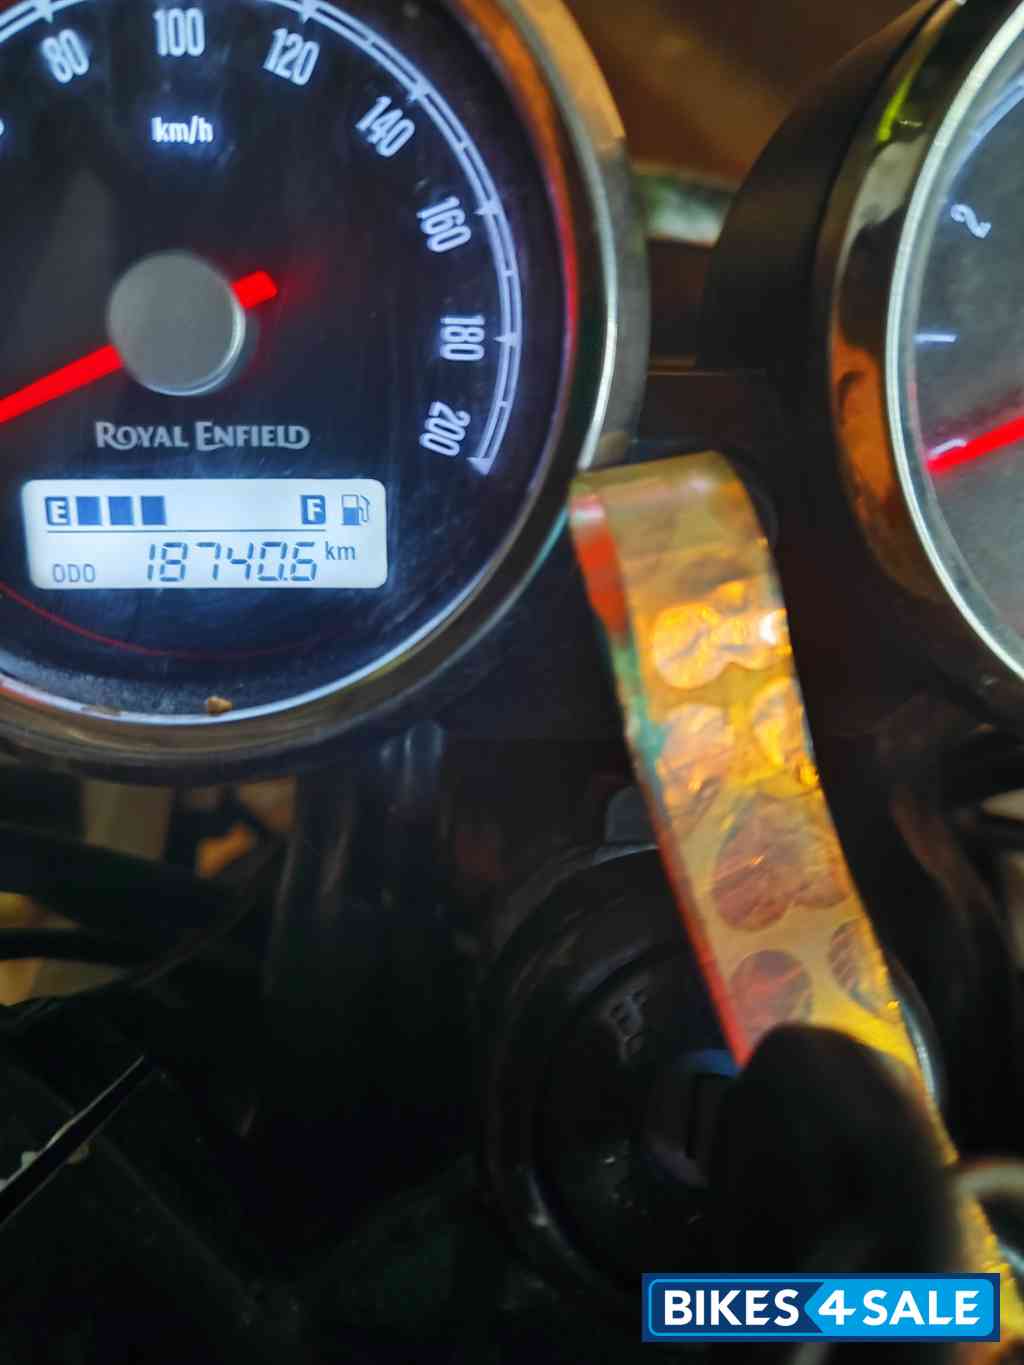 80 100 120
km/h
140
160
180
200
ROYAL ENFIELD
E F
ODO 18740.6 km
2
BIKES4SALE